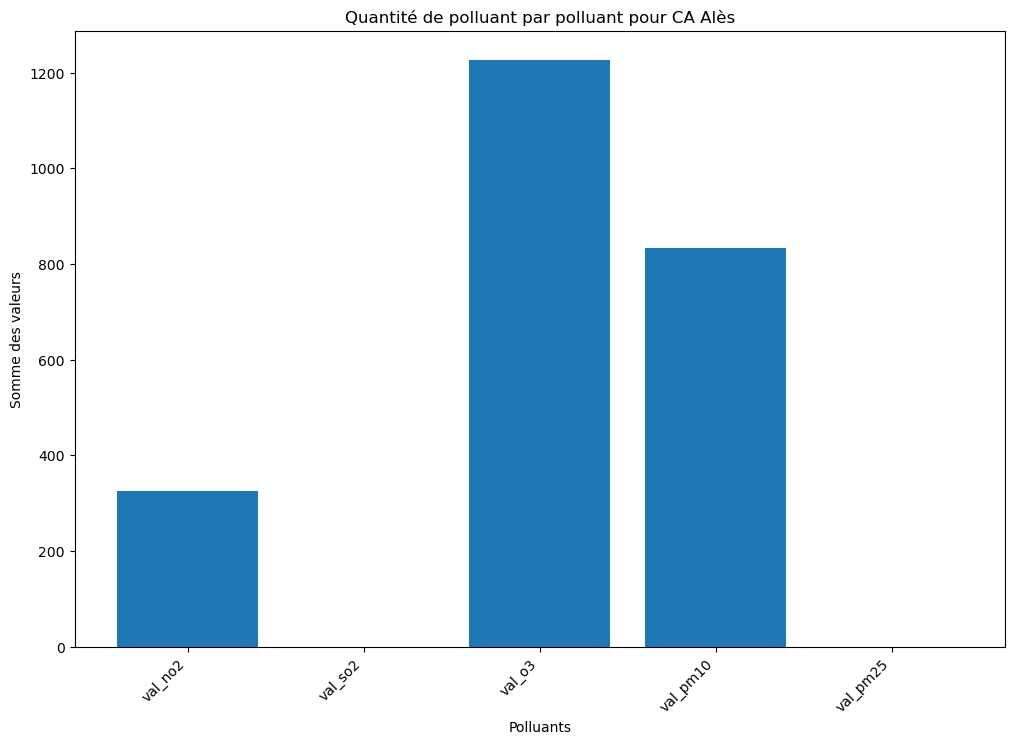 Quantité de polluant par polluant pour CA Alès
Somme des valeurs
1200
1000
800
600
400
200
0
val_no2
val_so2
val_o3
val_pm10
val_pm25
Polluants